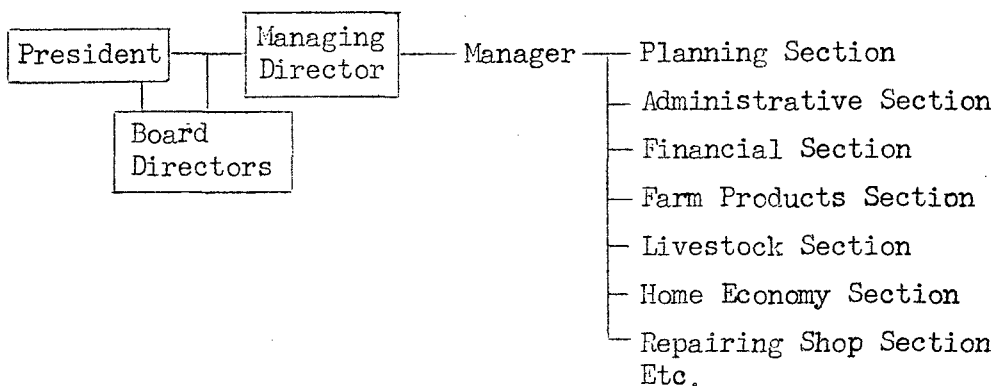 President
Managing
Director
Board
Directors
Manager
Planning Section
Administrative Section
Financial Section
Farm Products Section
Livestock Section
Home Economy Section
Repairing Shop Section
Etc.